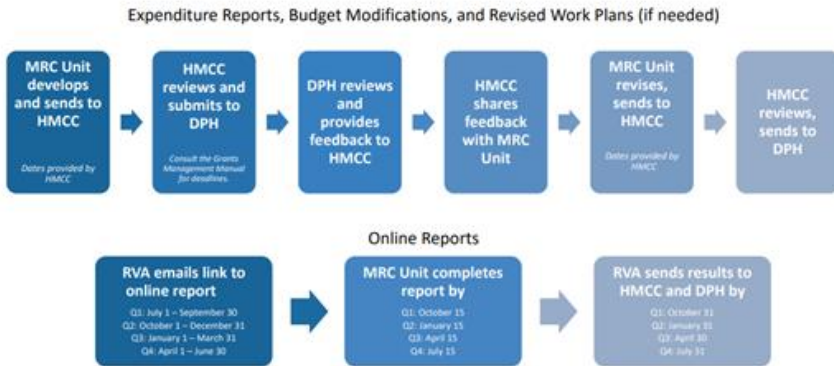 Expenditure Reports, Budget Modifications, and Revised Work Plans (if needed)
MRC Unit
develops
and sends to
HMCC
Dates provided by
HMCC
HMCC
reviews and
submits to
DPH
Consult the Grants
Management Manual
for deadlines.
DPH reviews
and
provides
feedback to
HMCC
HMCC
shares
feedback
with MRC
Unit
MRC Unit
revises,
sends to
HMCC
Dates provided by
HMCC
HMCC
reviews,
sends to
DPH
Online Reports
RVA emails link to
online report
Q1: July 1 – September 30
Q2: October 1 – December 31
Q3: January 1 – March 31
Q4: April 1 – June 30
MRC Unit completes
report by
Q1: October 15
Q2: January 15
Q3: April 15
Q4: July 15
RVA sends results to
HMCC and DPH by
Q1: October 31
Q2: January 31
Q3: April 30
Q4: July 31